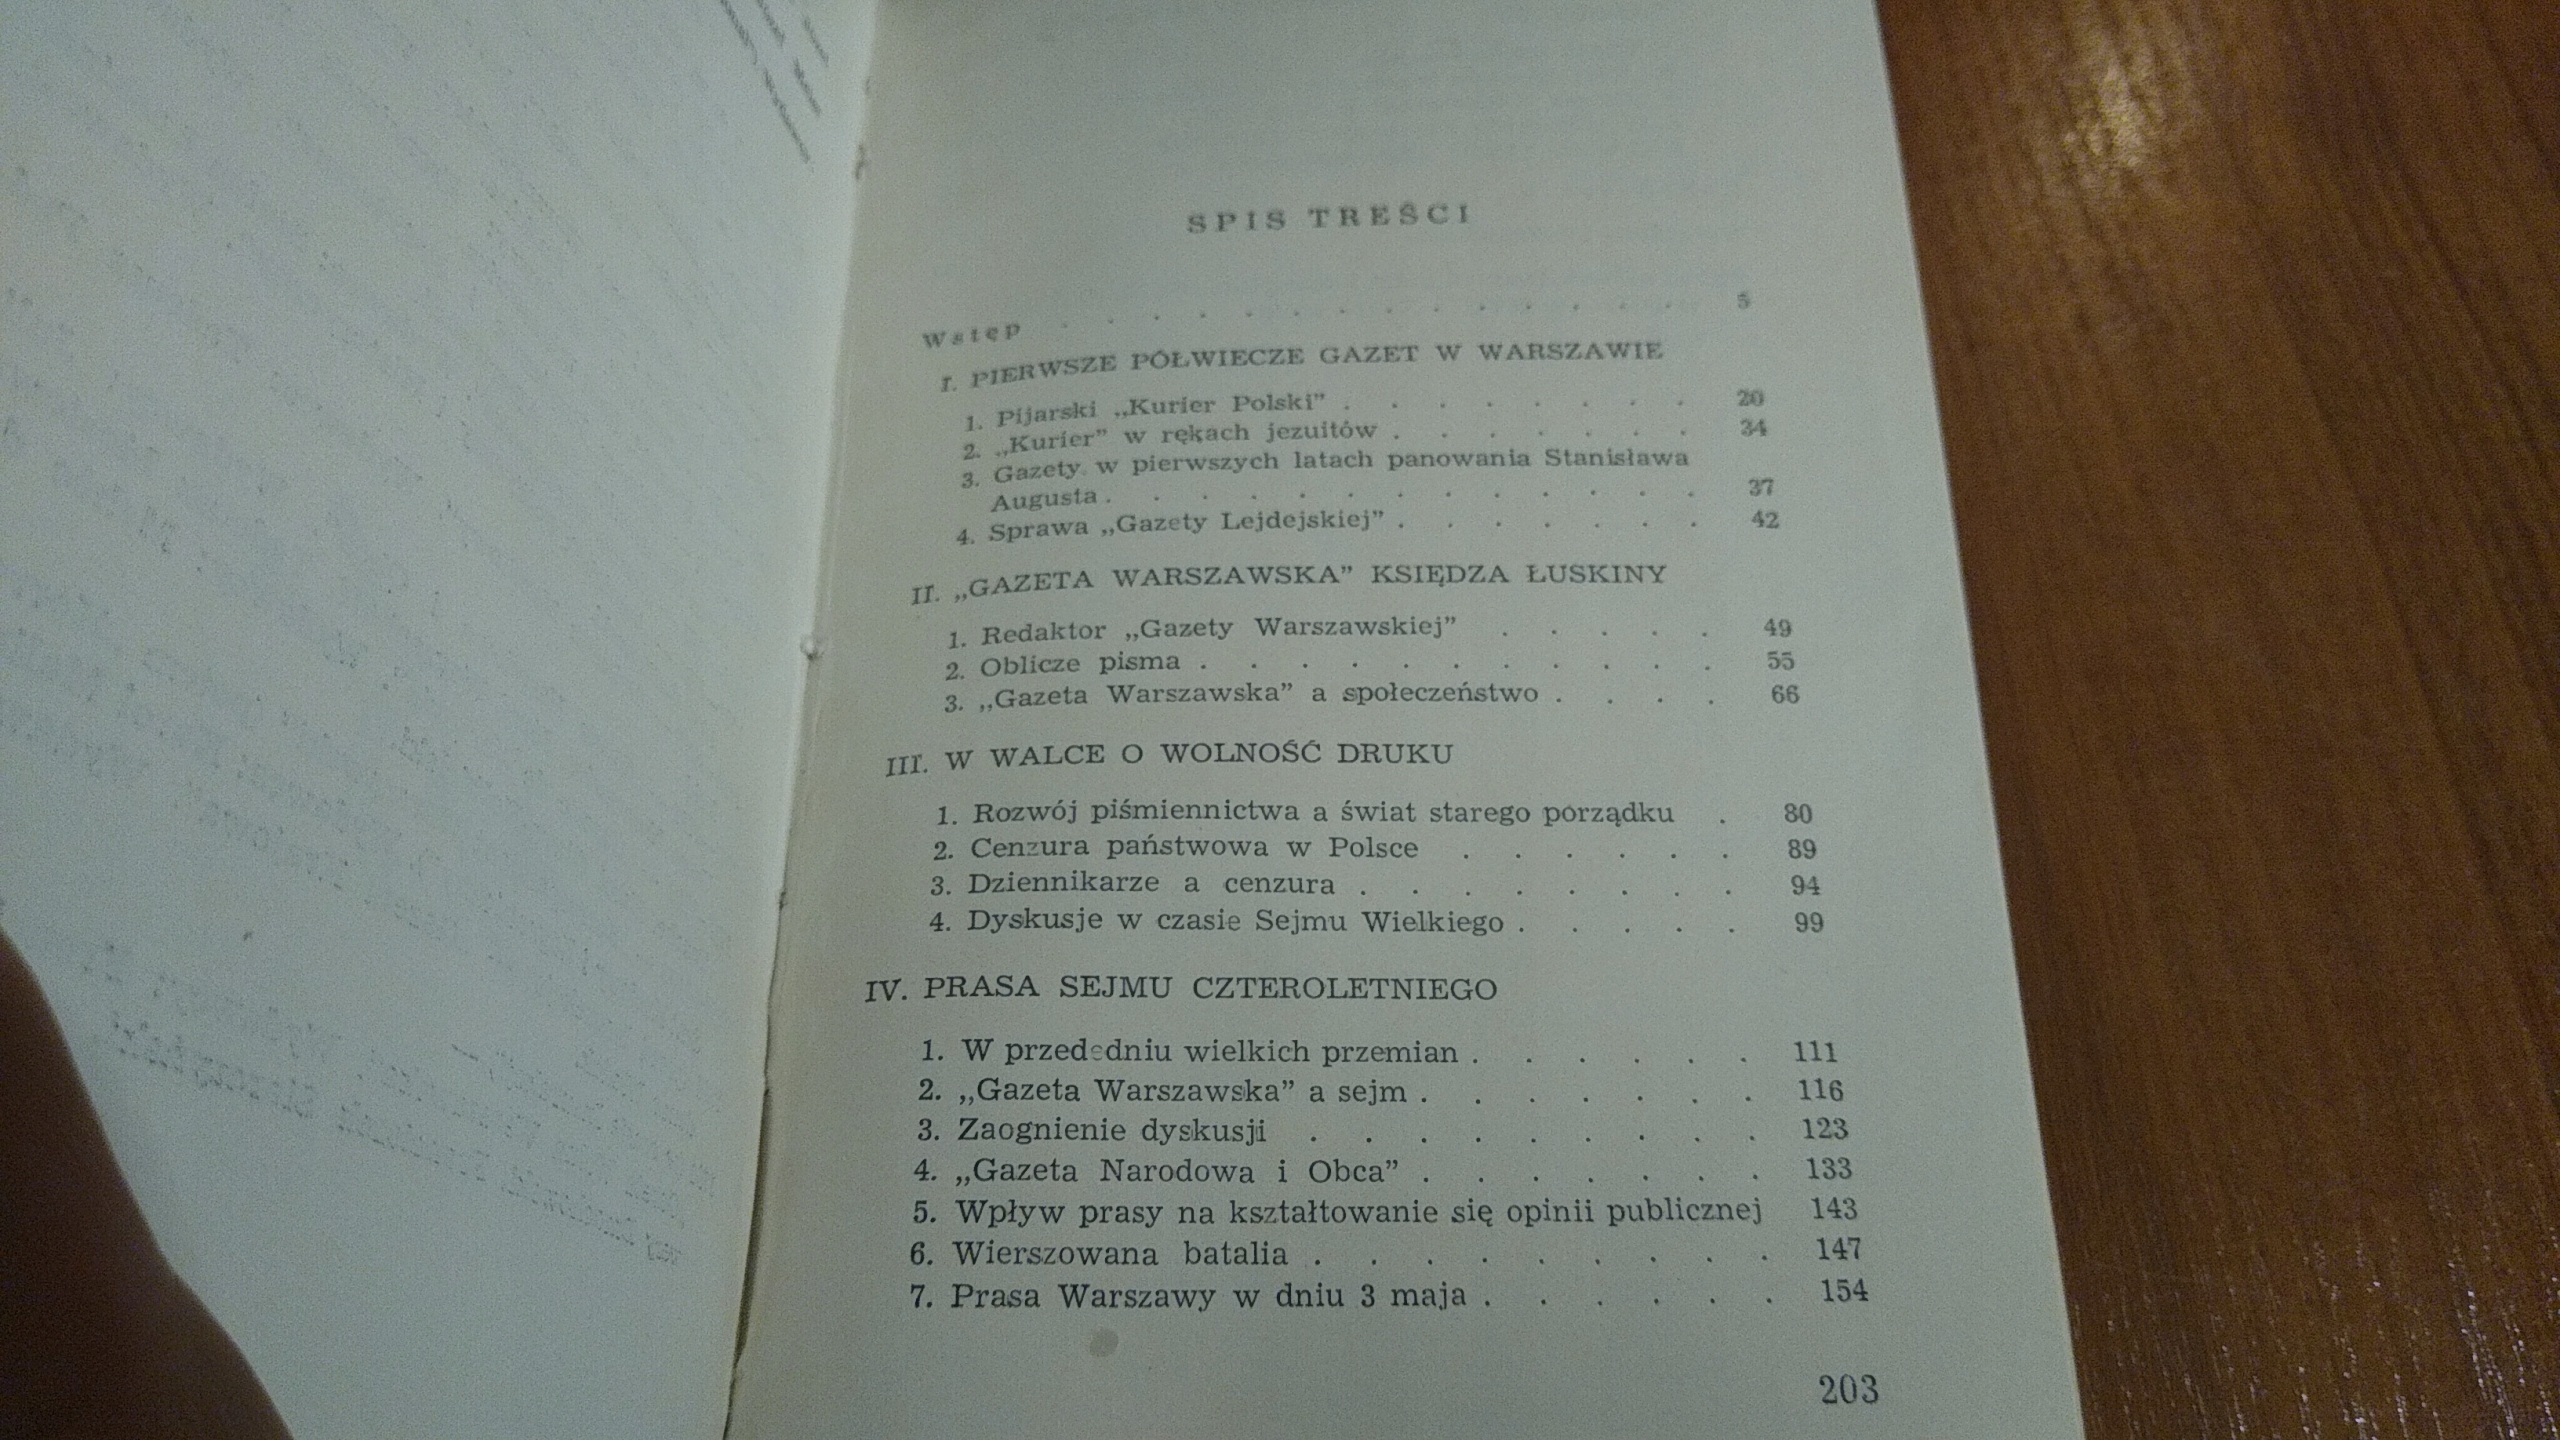 SPIS TREŚCI
Wstęp . . . . . . . . . . . . . . 5
I. PIERWSZE PÓŁWIECZE GAZET W WARSZAWIE
1. Pijarski „Kurier Polski” . . . . . . . . 20
2. „Kurier” w rękach jezuitów . . . . . . . 34
3. Gazety w pierwszych latach panowania Stanisława
Augusta . . . . . . . . . . . . . 37
4. Sprawa „Gazety Lejdejskiej” . . . . . . . 42
II. „GAZETA WARSZAWSKA” KSIĘDZA ŁUSKINY
1. Redaktor „Gazety Warszawskiej” . . . . . 49
2. Oblicze pisma . . . . . . . . . . . 55
3. „Gazeta Warszawska” a społeczeństwo . . . . 66
III. W WALCE O WOLNOŚĆ DRUKU
1. Rozwój piśmiennictwa a świat starego porządku . 80
2. Cenzura państwowa w Polsce . . . . . . 89
3. Dziennikarze a cenzura . . . . . . . . 94
4. Dyskusje w czasie Sejmu Wielkiego . . . . . 99
IV. PRASA SEJMU CZTEROLETNIEGO
1. W przededniu wielkich przemian . . . . . . 111
2. „Gazeta Warszawska” a sejm . . . . . . . 116
3. Zaognienie dyskusji . . . . . . . . . 123
4. „Gazeta Narodowa i Obca” . . . . . . . 133
5. Wpływ prasy na kształtowanie się opinii publicznej 143
6. Wierszowana batalia . . . . . . . . . 147
7. Prasa Warszawy w dniu 3 maja . . . . . . 154
203